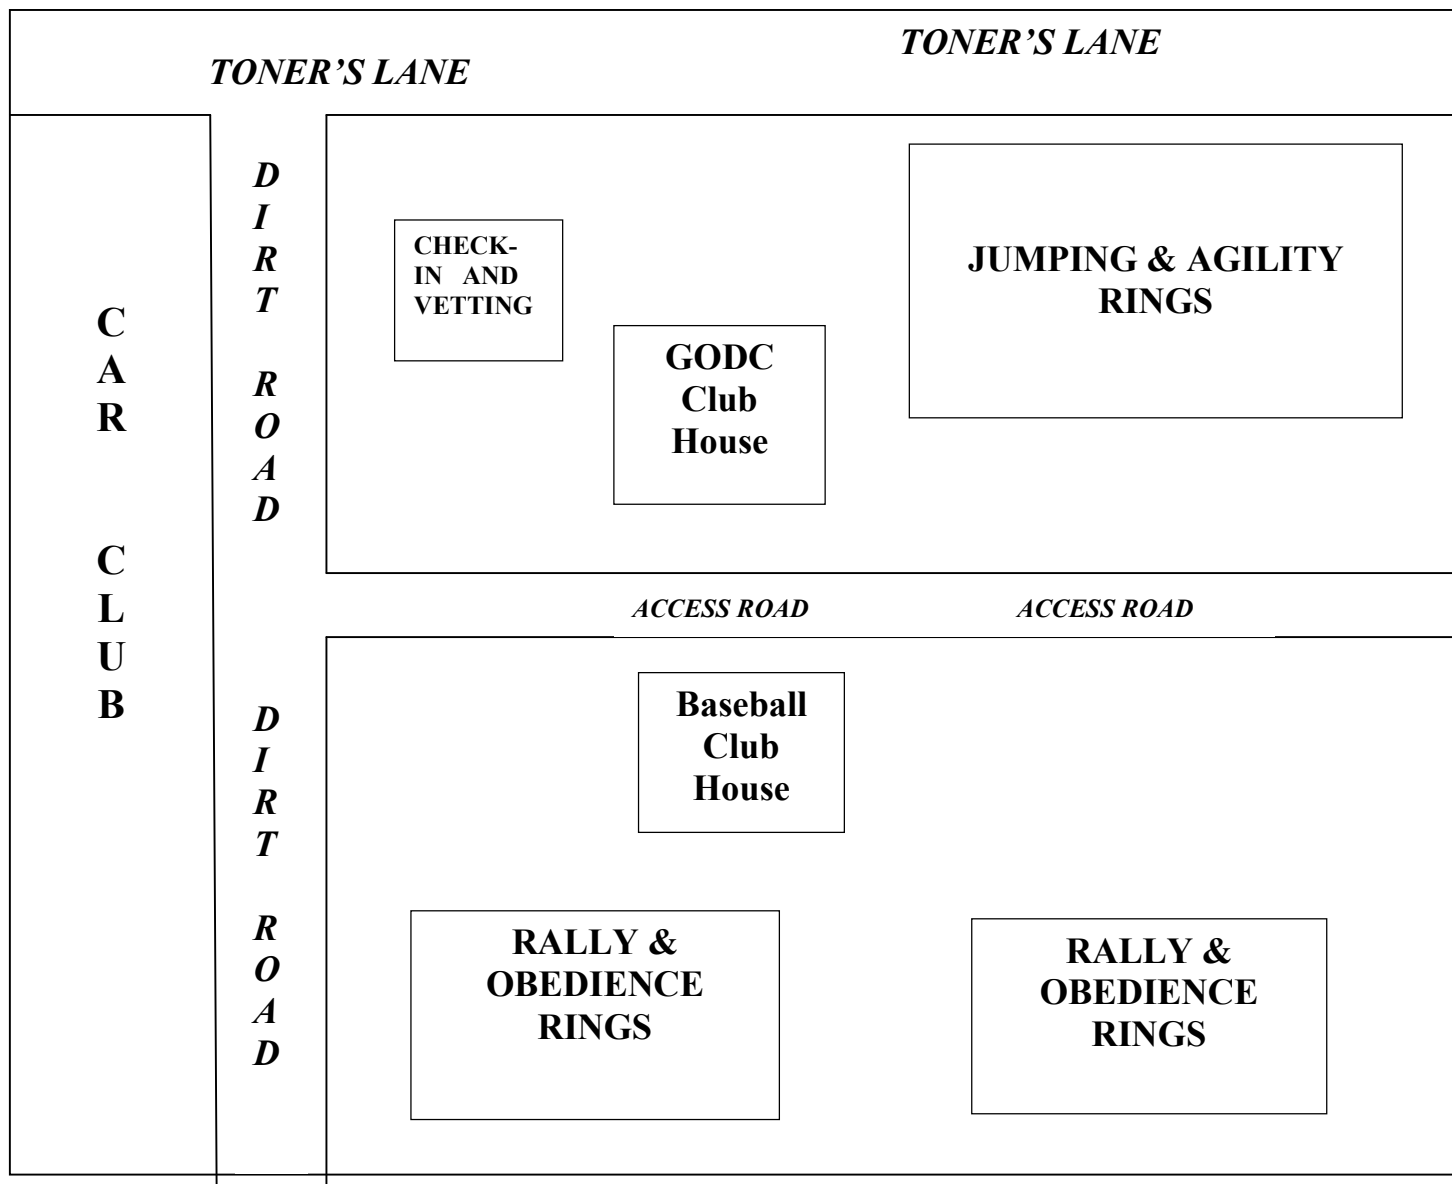 TONER’S LANE
TONER’S LANE
D
I
R
T
R
O
A
D
C
A
R
C
L
U
B
CHECK-
IN AND
VETTING
GODC
Club
House
JUMPING & AGILITY
RINGS
ACCESS ROAD
ACCESS ROAD
D
I
R
T
R
O
A
D
Baseball
Club
House
RALLY &
OBEDIENCE
RINGS
RALLY &
OBEDIENCE
RINGS